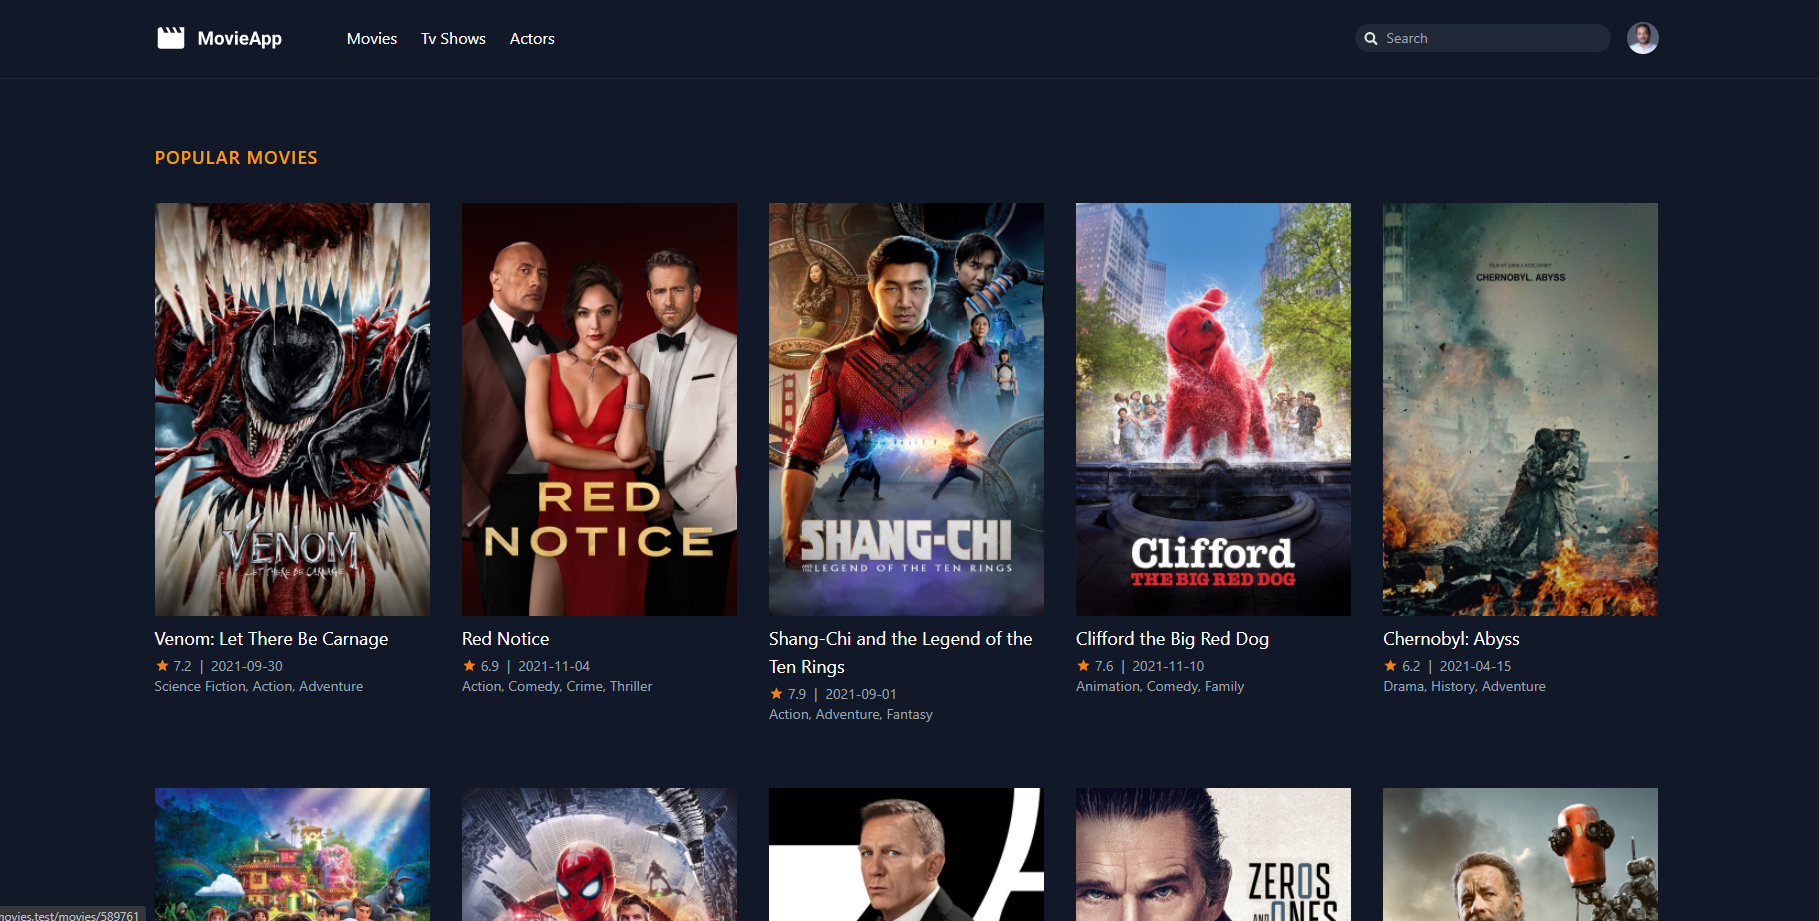 MovieApp
Movies Tv Shows Actors
Search
POPULAR MOVIES
VENOM
LET THERE BE CARNAGE
RED
NOTICE
SHANG-CHI
AND THE LEGEND OF THE TEN RINGS
Clifford
THE BIG RED DOG
CHERNOBYL. ABYSS
Venom: Let There Be Carnage
7.2 | 2021-09-30
Science Fiction, Action, Adventure
Red Notice
6.9 | 2021-11-04
Action, Comedy, Crime, Thriller
Shang-Chi and the Legend of the
Ten Rings
7.9 | 2021-09-01
Action, Adventure, Fantasy
Clifford the Big Red Dog
7.6 | 2021-11-10
Animation, Comedy, Family
Chernobyl: Abyss
6.2 | 2021-04-15
Drama, History, Adventure
ZEROS
AND ONES
movies.test/movies/589761